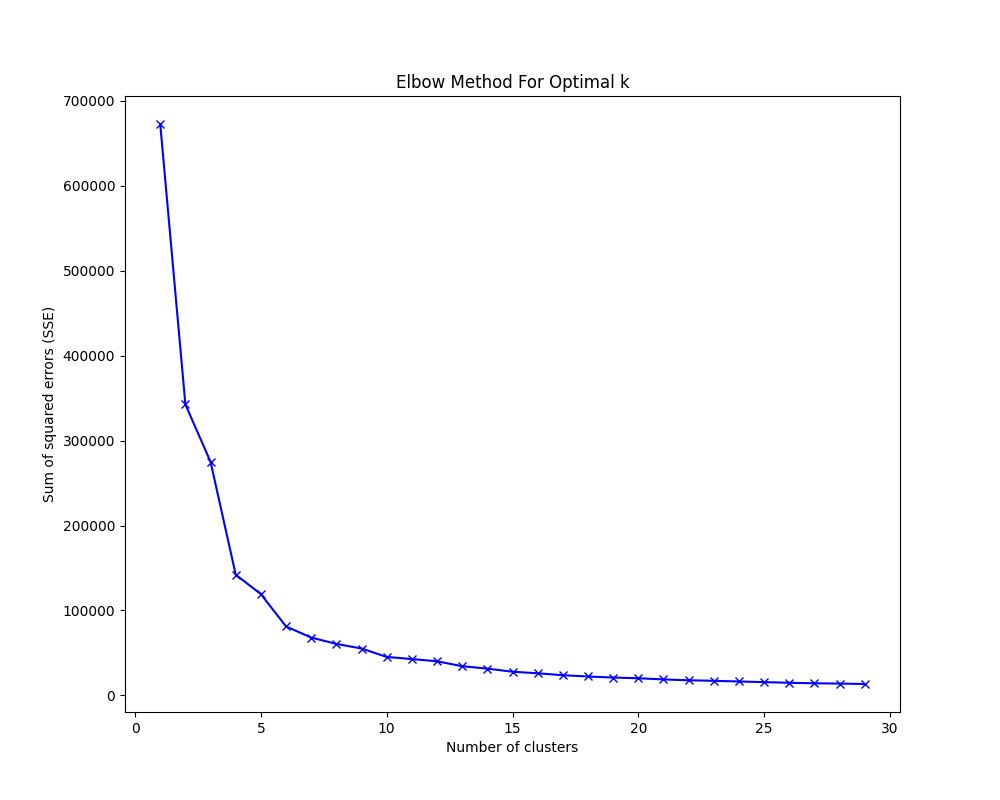 Elbow Method For Optimal k
700000
600000
500000
400000
300000
200000
100000
0
Sum of squared errors (SSE)
0 5 10 15 20 25 30
Number of clusters